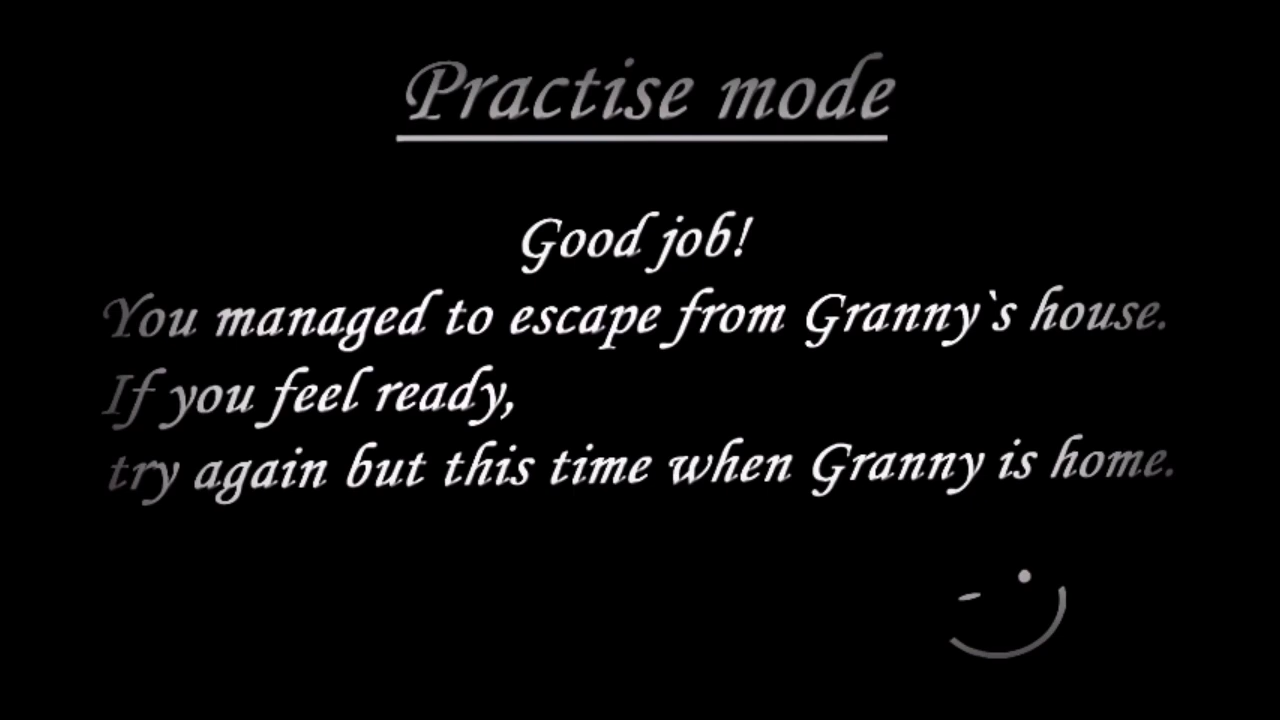 Practise mode
Good job!
You managed to escape from Granny`s house.
If you feel ready,
try again but this time when Granny is home.